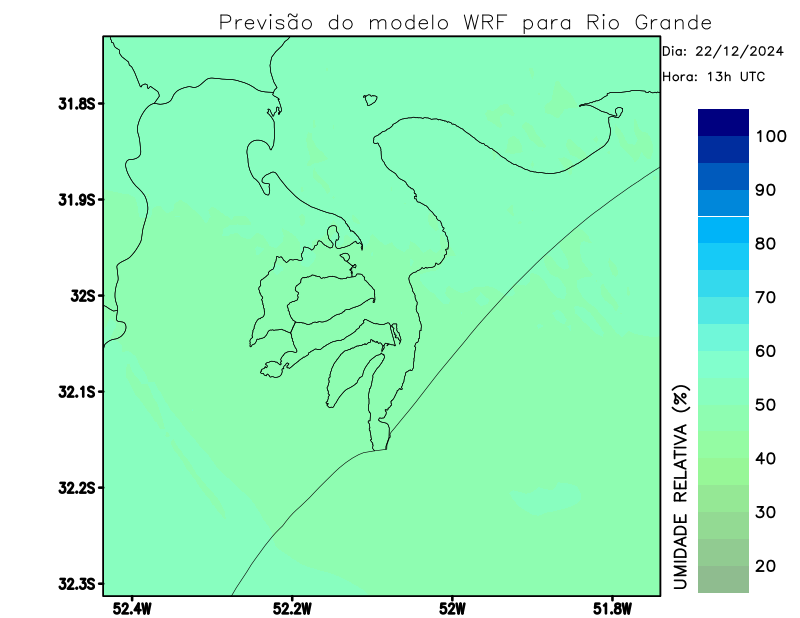 Previsão do modelo WRF para Rio Grande
Dia: 22/12/2024
Hora: 13h UTC
31.8S
31.9S
32S
32.1S
32.2S
32.3S
52.4W
52.2W
52W
51.8W
100
90
80
70
60
50
40
30
20
UMIDADE RELATIVA (%)